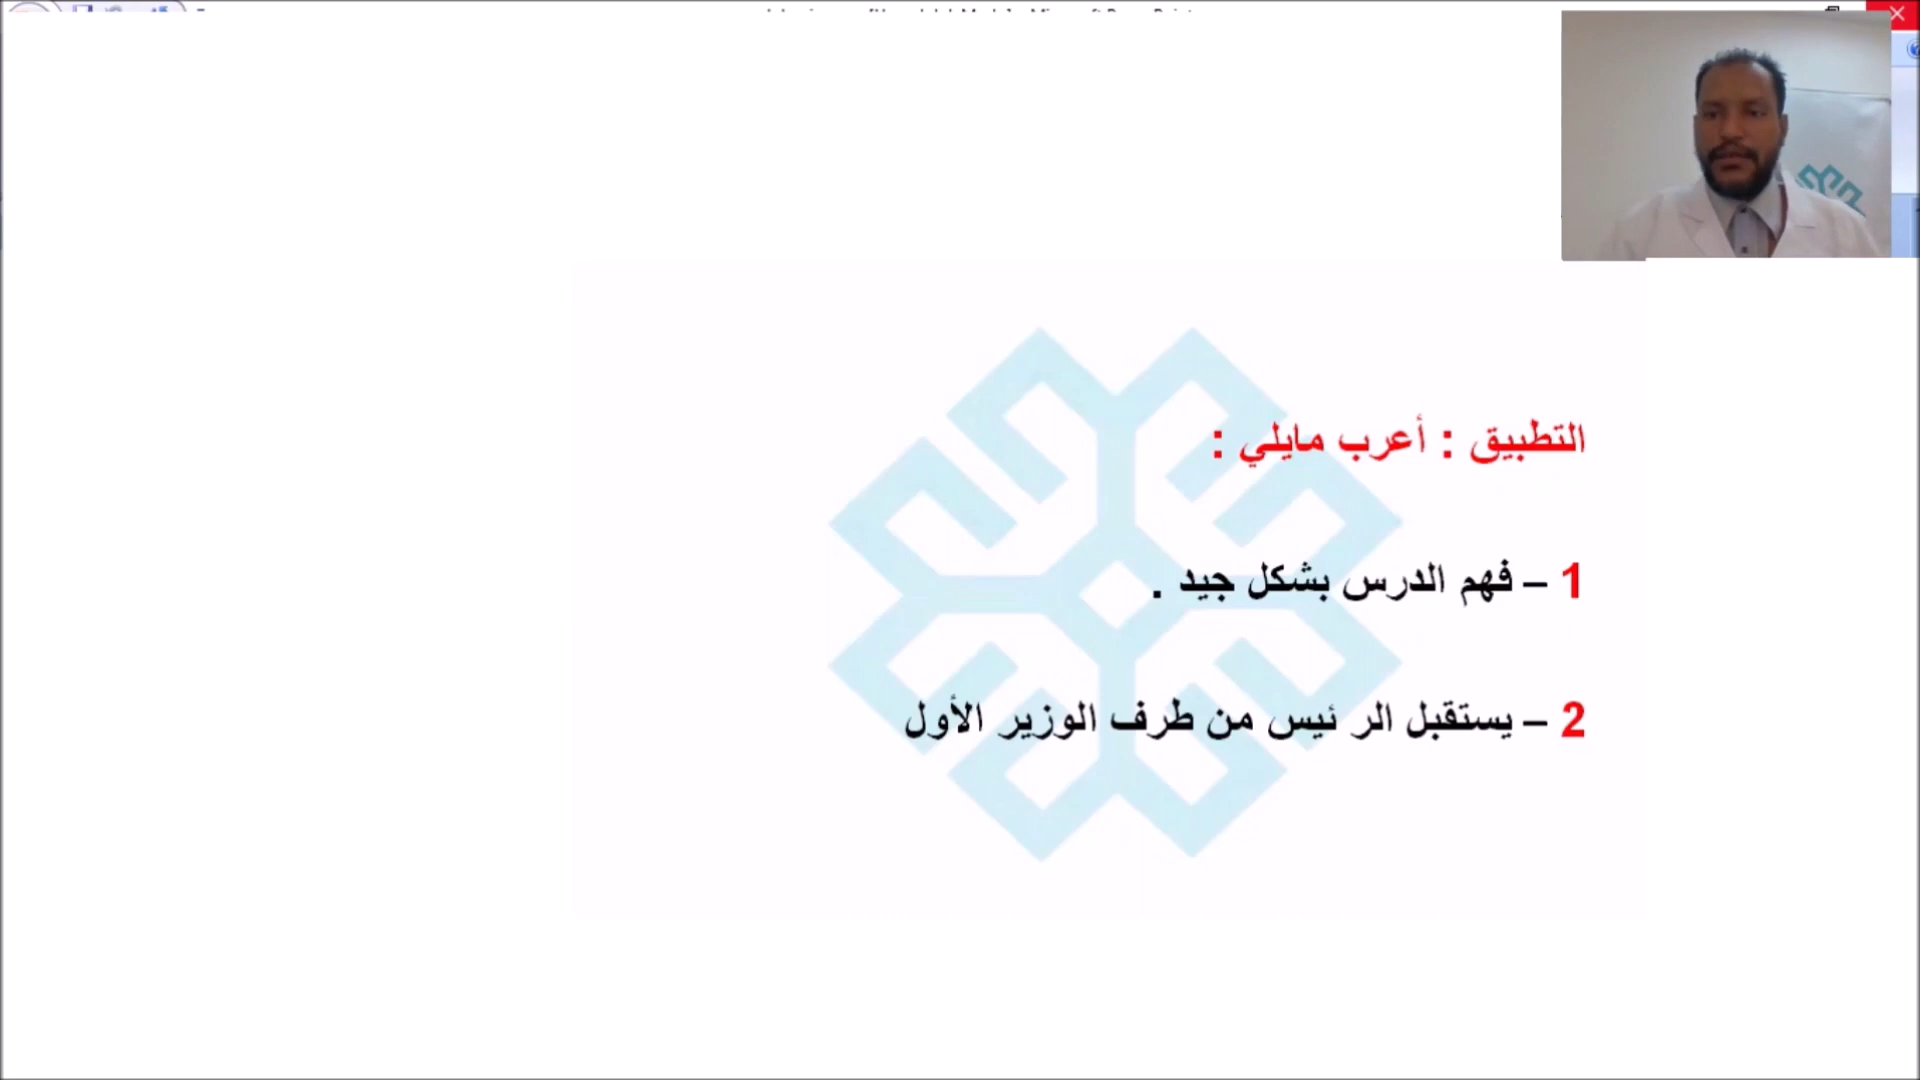 التطبيق : أعرب مايلي :
1 – فهم الدرس بشكل جيد .
2 – يستقبل الر ئيس من طرف الوزير الأول